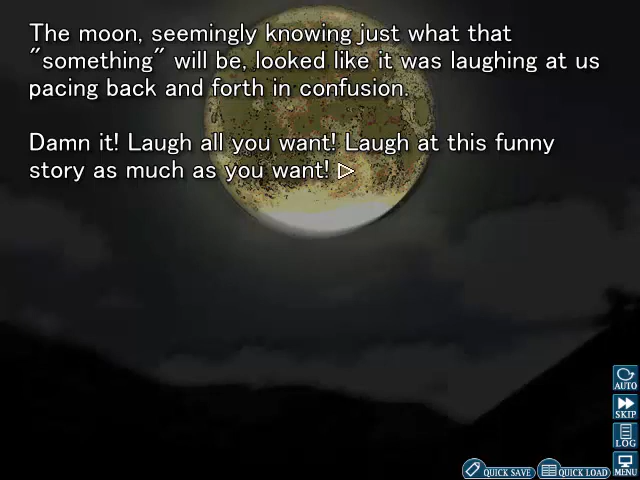 The moon, seemingly knowing just what that
"something" will be, looked like it was laughing at us
pacing back and forth in confusion.
Damn it! Laugh all you want! Laugh at this funny
story as much as you want!
AUTO
SKIP
LOG
MENU
QUICK SAVE
QUICK LOAD